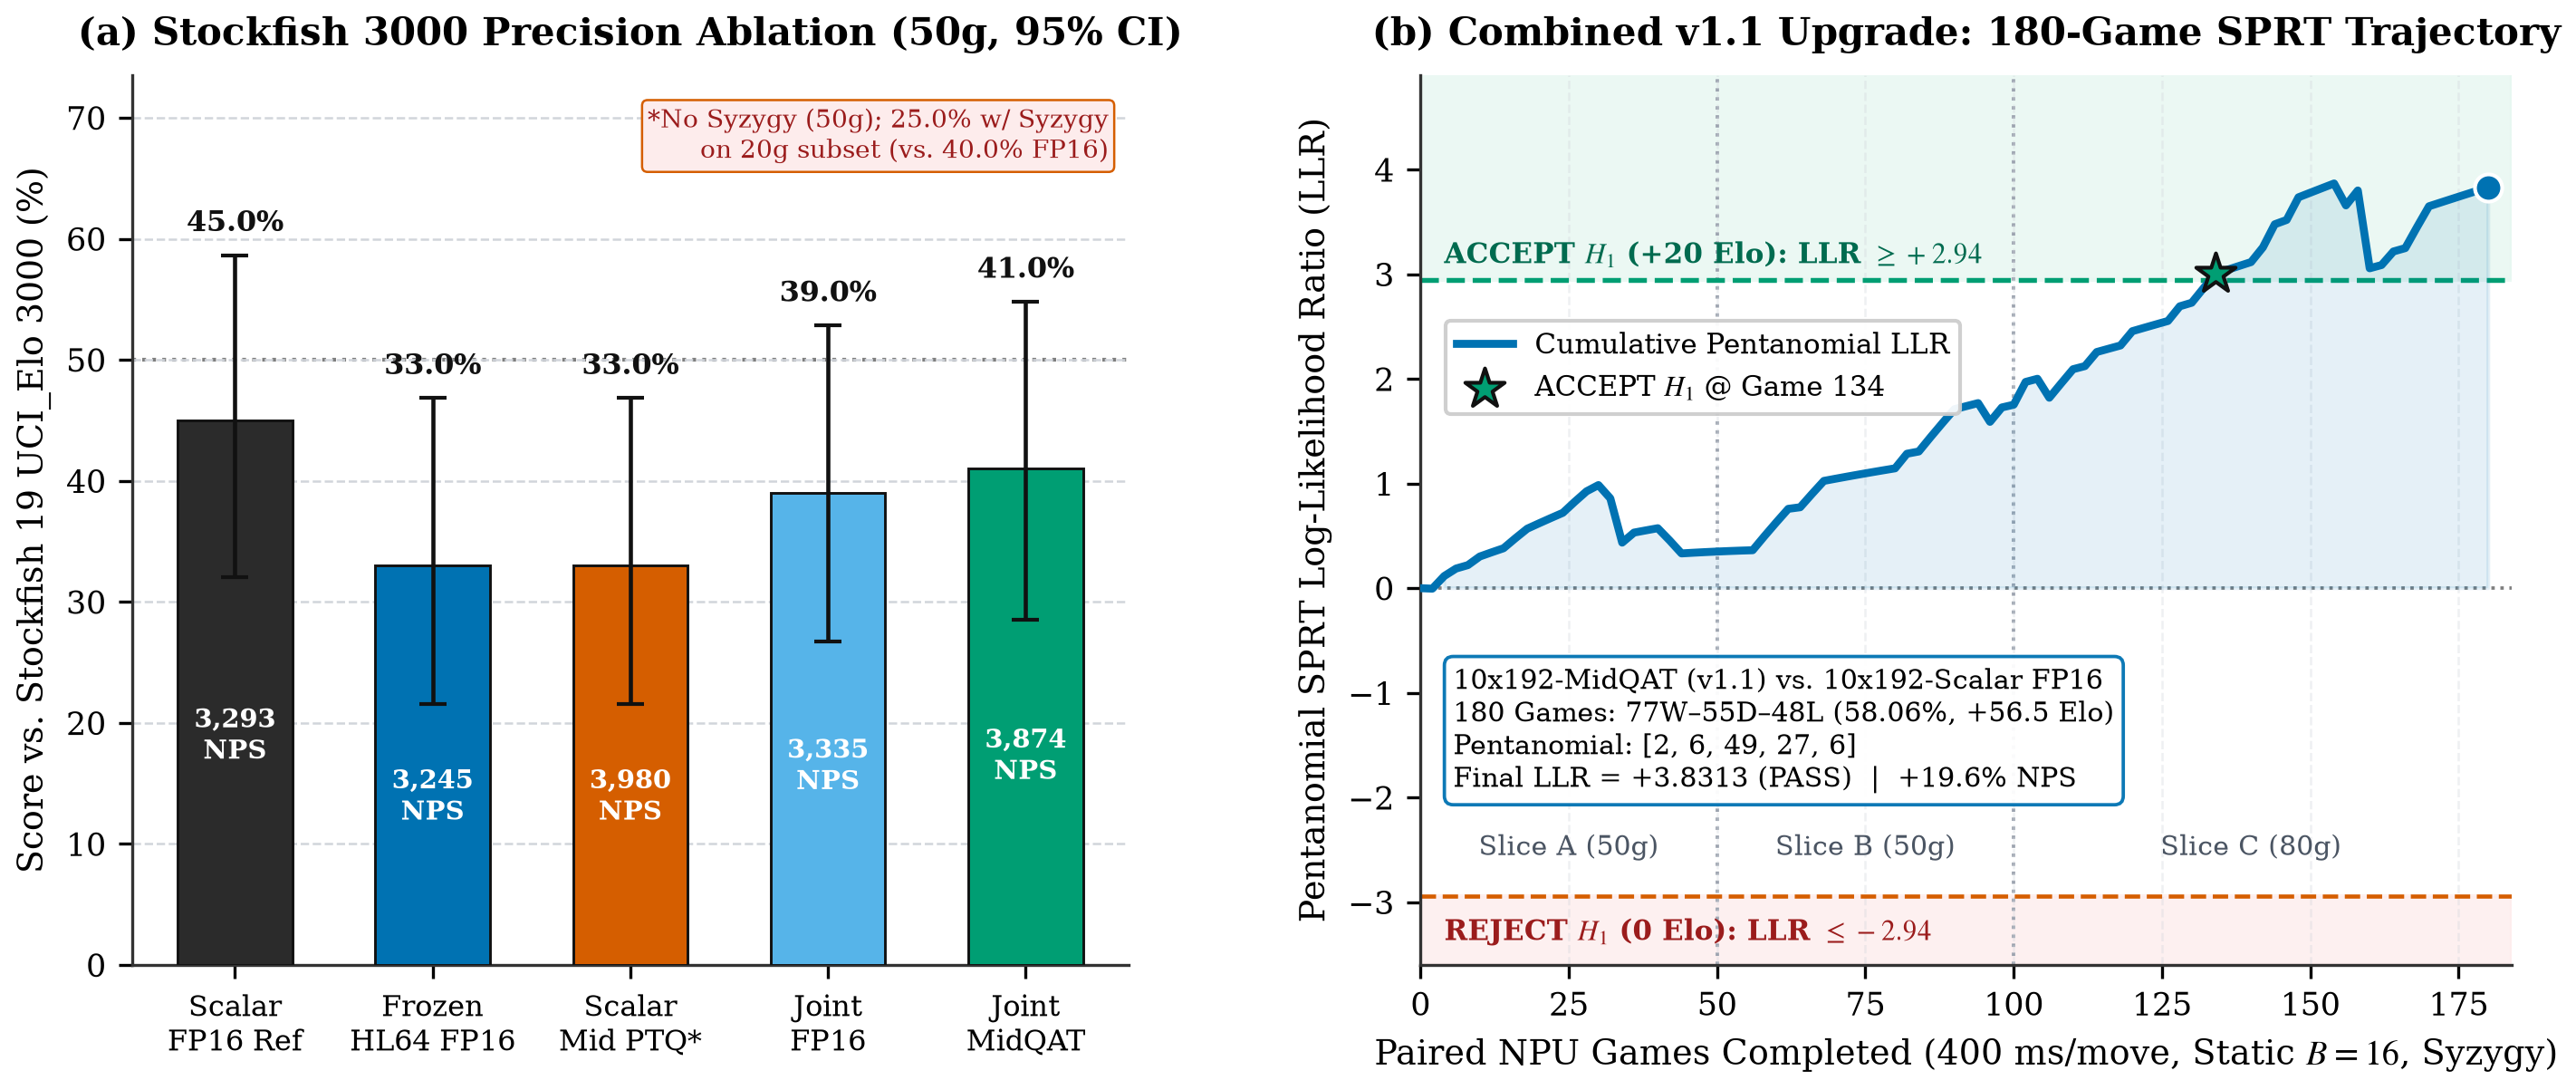 (a) Stockfish 3000 Precision Ablation (50g, 95% CI)
Score vs. Stockfish 19 UCI_Elo 3000 (%)
70
60
50
40
30
20
10
0
*No Syzygy (50g); 25.0% w/ Syzygy
on 20g subset (vs. 40.0% FP16)
45.0%
33.0%
33.0%
39.0%
41.0%
3,293
NPS
3,245
NPS
3,980
NPS
3,335
NPS
3,874
NPS
Scalar
FP16 Ref
Frozen
HL64 FP16
Scalar
Mid PTQ*
Joint
FP16
Joint
MidQAT
(b) Combined v1.1 Upgrade: 180-Game SPRT Trajectory
Pentanomial SPRT Log-Likelihood Ratio (LLR)
4
3
2
1
0
−1
−2
−3
ACCEPT H₁ (+20 Elo): LLR ≥ +2.94
Cumulative Pentanomial LLR
ACCEPT H₁ @ Game 134
10x192-MidQAT (v1.1) vs. 10x192-Scalar FP16
180 Games: 77W–55D–48L (58.06%, +56.5 Elo)
Pentanomial: [2, 6, 49, 27, 6]
Final LLR = +3.8313 (PASS) | +19.6% NPS
Slice A (50g)
Slice B (50g)
Slice C (80g)
REJECT H₁ (0 Elo): LLR ≤ −2.94
0
25
50
75
100
125
150
175
Paired NPU Games Completed (400 ms/move, Static B = 16, Syzygy)